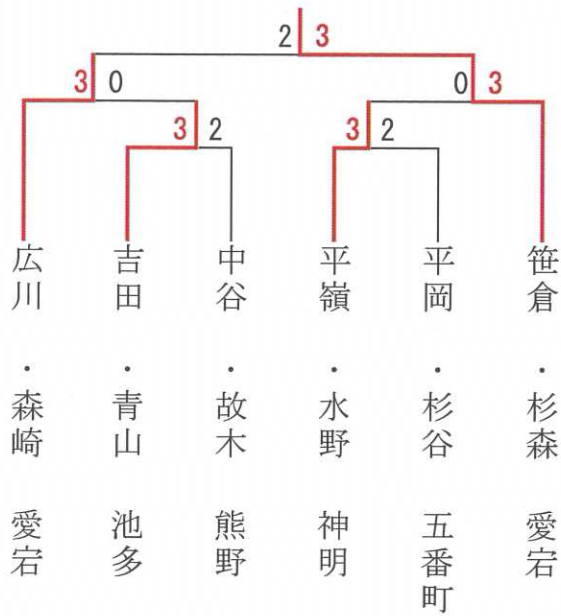 2 3
3 0
0 3
3 2
3 2
広川・森崎 愛宕
吉田・青山 池多
中谷・故木 熊野
平嶺・水野 神明
平岡・杉谷 五番町
笹倉・杉森 愛宕